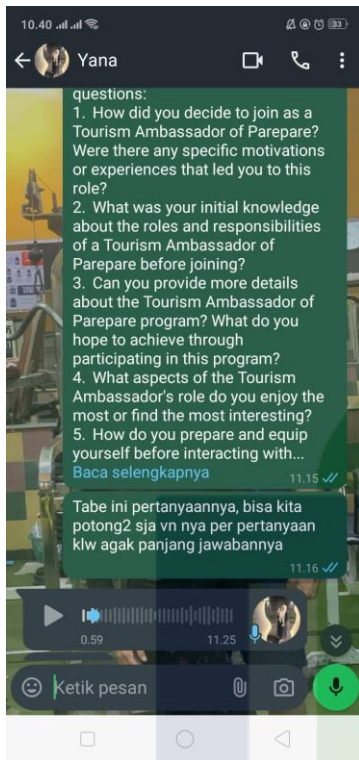 10.40
33
Yana
questions:
1. How did you decide to join as a
Tourism Ambassador of Parepare?
Were there any specific motivations
or experiences that led you to this
role?
2. What was your initial knowledge
about the roles and responsibilities
of a Tourism Ambassador of
Parepare before joining?
3. Can you provide more details
about the Tourism Ambassador of
Parepare program? What do you
hope to achieve through
participating in this program?
4. What aspects of the Tourism
Ambassador's role do you enjoy the
most or find the most interesting?
5. How do you prepare and equip
yourself before interacting with...
Baca selengkapnya
11.15
Tabe ini pertanyaannya, bisa kita
potong2 sja vn nya per pertanyaan
klw agak panjang jawabannya
11.16
0.59 11.25
Ketik pesan